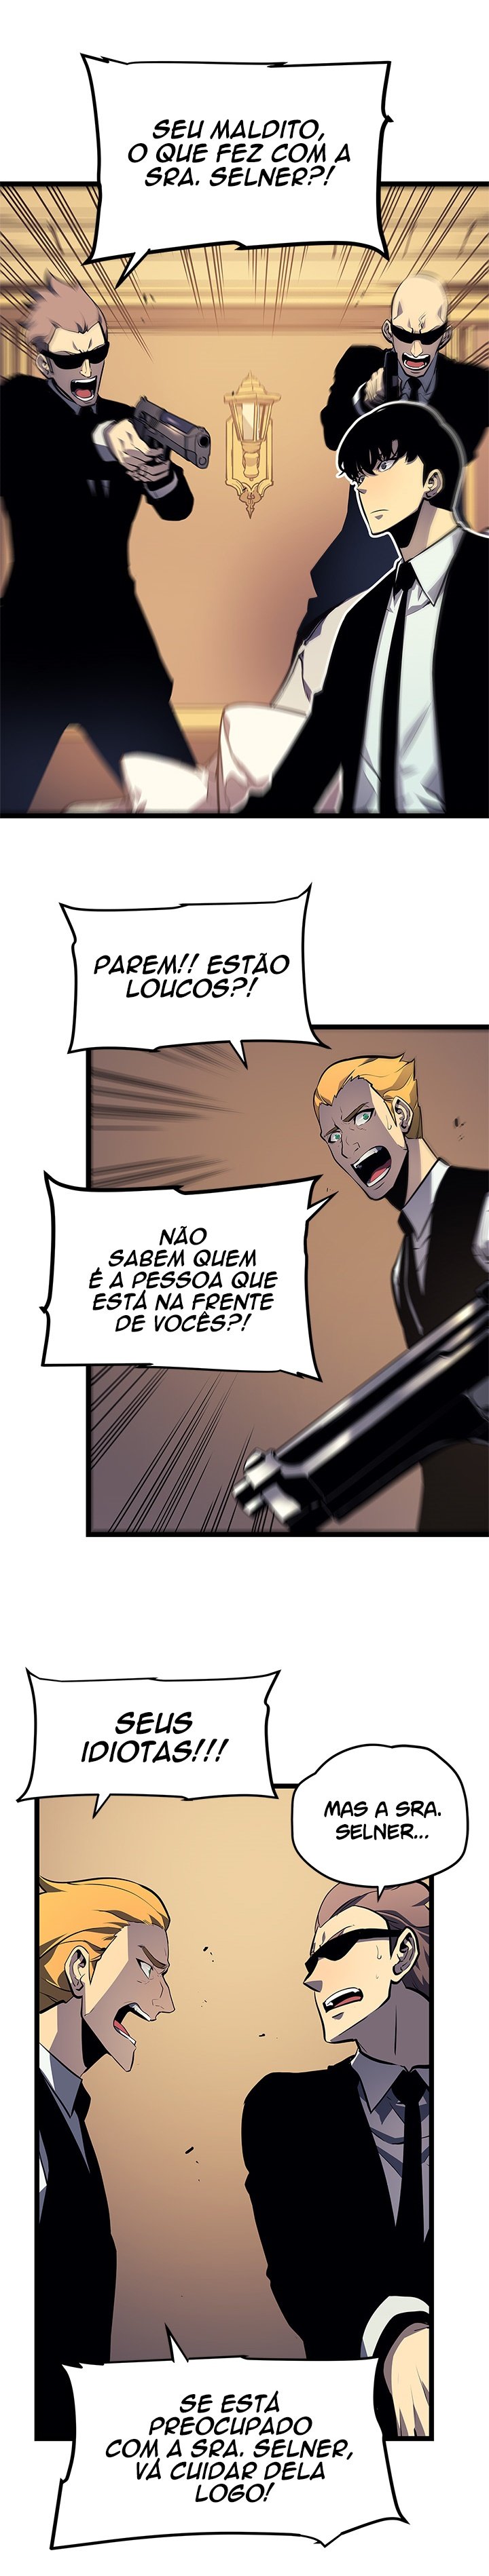 SEU MALDITO,
O QUE FEZ COM A
SRA. SELNER?!
PAREM!! ESTÃO
LOUCOS?!
NÃO
SABEM QUEM
É A PESSOA QUE
ESTÁ NA FRENTE
DE VOCÊS?!
SEUS
IDIOTAS!!!
MAS A SRA.
SELNER...
SE ESTÁ
PREOCUPADO
COM A SRA. SELNER,
VÁ CUIDAR DELA
LOGO!